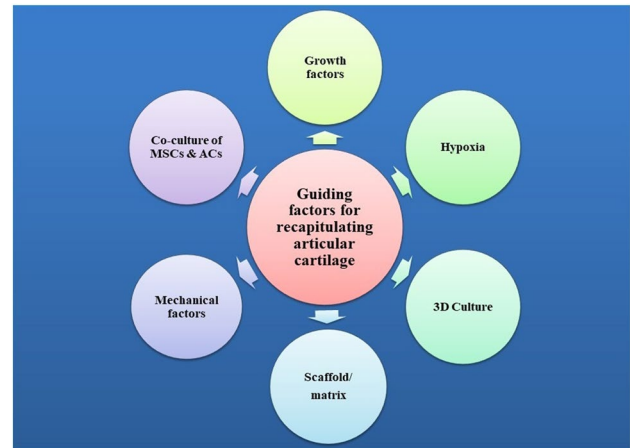 Growth
factors
Co-culture of
MSCs & ACs
Hypoxia
Guiding
factors for
recapitulating
articular
cartilage
Mechanical
factors
3D Culture
Scaffold/
matrix